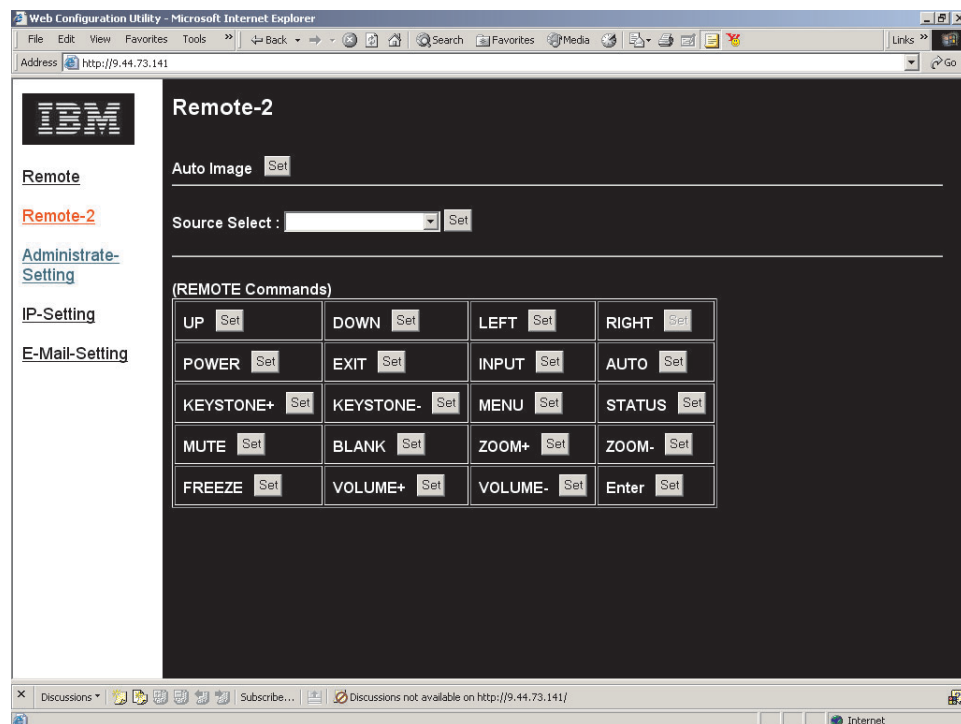 Web Configuration Utility - Microsoft Internet Explorer
File Edit View Favorites Tools » Back Search Favorites Media Links »
Address http://9.44.73.141 Go
IBM
Remote-2
Auto Image Set
Remote
Remote-2
Source Select : Set
Administrate-
Setting
(REMOTE Commands)
IP-Setting
UP Set DOWN Set LEFT Set RIGHT Set
E-Mail-Setting
POWER Set EXIT Set INPUT Set AUTO Set
KEYSTONE+ Set KEYSTONE- Set MENU Set STATUS Set
MUTE Set BLANK Set ZOOM+ Set ZOOM- Set
FREEZE Set VOLUME+ Set VOLUME- Set Enter Set
Discussions Subscribe... Discussions not available on http://9.44.73.141/
Internet